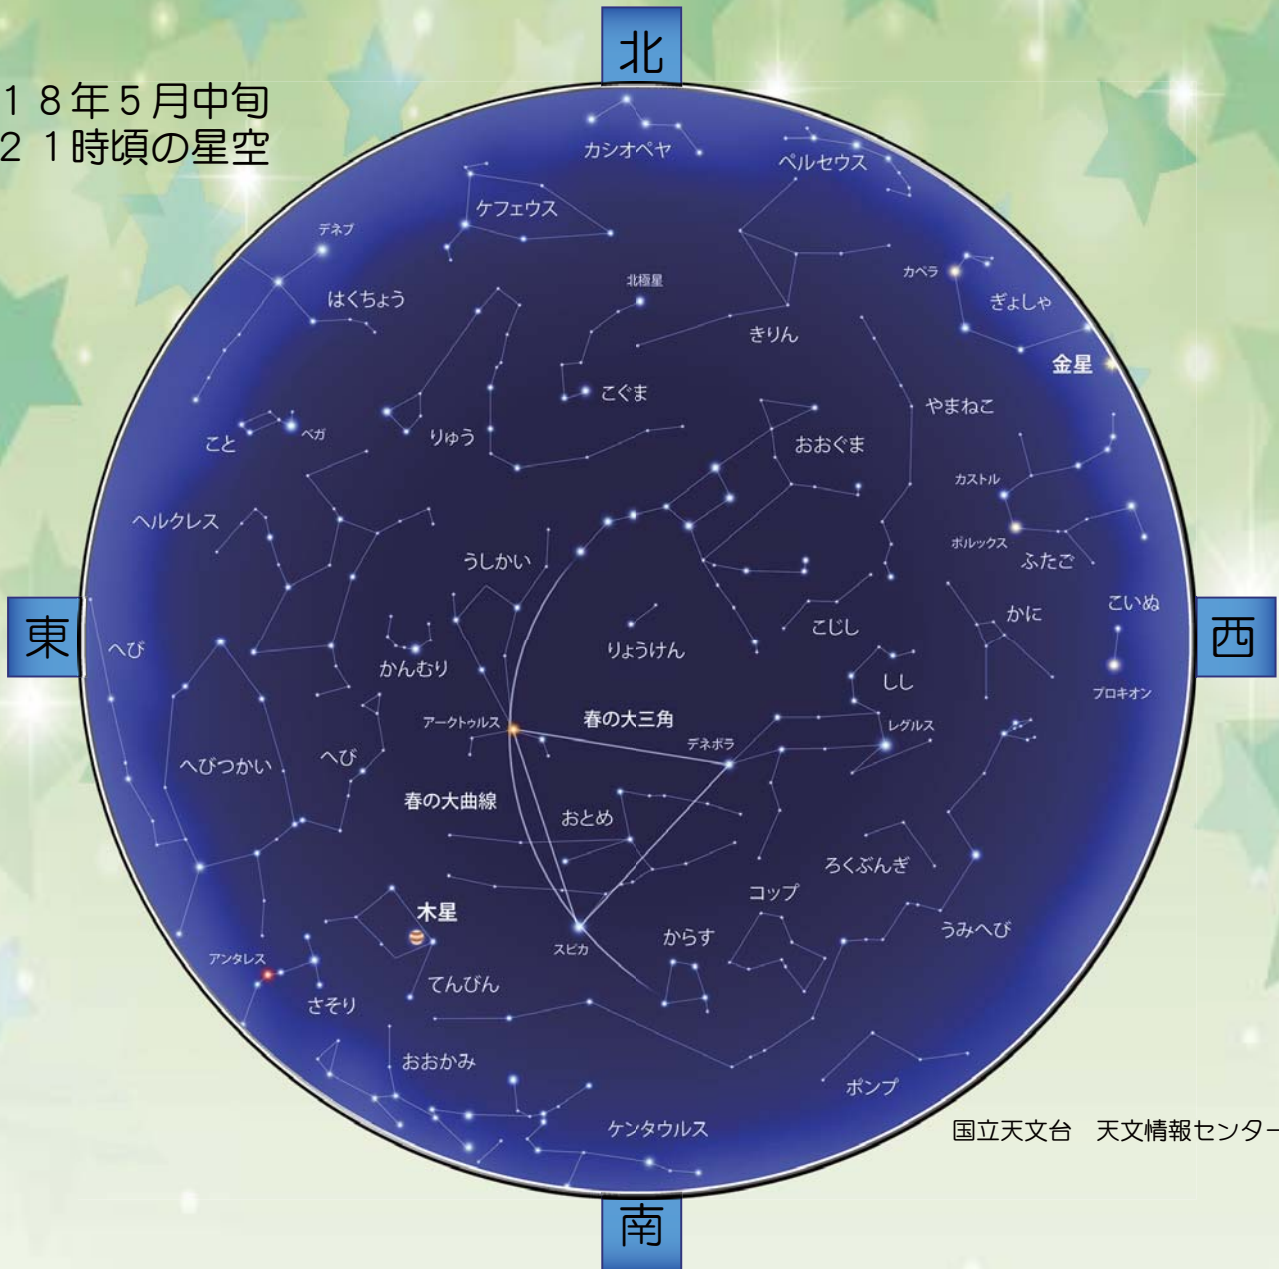 北
１８年５月中旬
２１時頃の星空
カシオペヤ
ペルセウス
ケフェウス
デネブ
北極星
カペラ
はくちょう
ぎょしゃ
きりん
金星
こぐま
やまねこ
こと
ベガ
りゅう
おおぐま
カストル
ヘルクレス
ポルックス
うしかい
ふたご
こいぬ
かに
こじし
東
西
へび
りょうけん
かんむり
しし
プロキオン
アークトゥルス
春の大三角
レグルス
デネボラ
へびつかい
へび
春の大曲線
おとめ
ろくぶんぎ
コップ
木星
からす
うみへび
スピカ
アンタレス
てんびん
さそり
おおかみ
ポンプ
ケンタウルス
国立天文台　天文情報センター
南